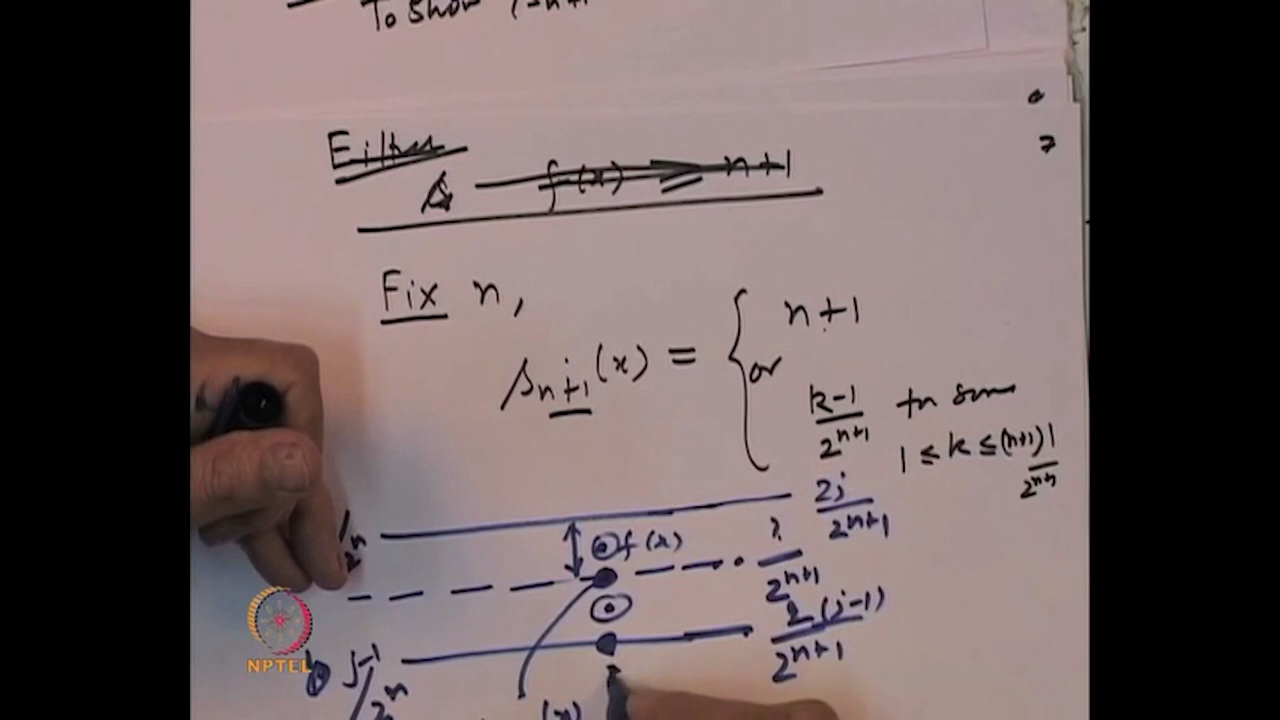 To show
Either
s f(x) ≥ n+1
Fix n,
s_{n+1}(x) = { n+1
or
k-1/2^{n+1} for some
1 ≤ k ≤ (n+1) 1/2^{n+1}
2j/2^{n+1}
/2^n
f(x)
?/2^{n+1}
2(j-1)/2^{n+1}
j-1/2^n
(x)
NPTEL